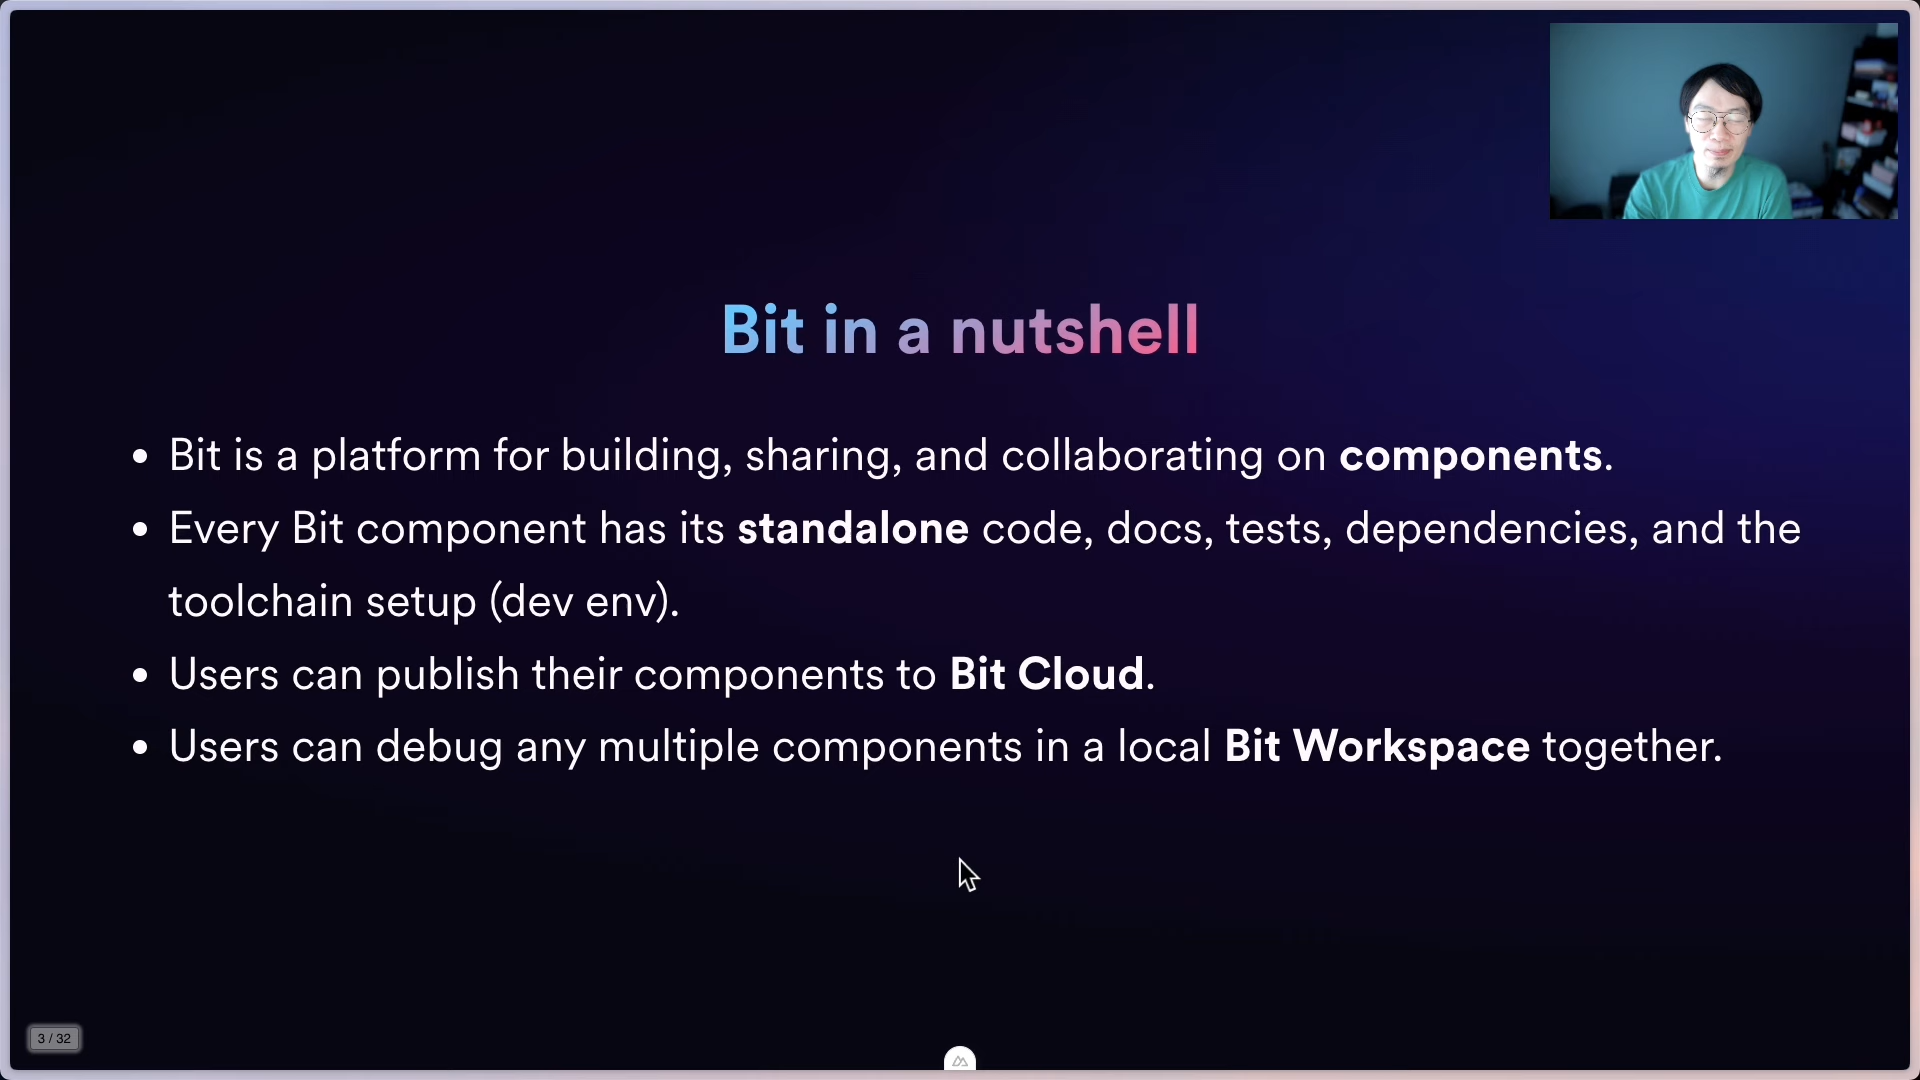 Bit in a nutshell
• Bit is a platform for building, sharing, and collaborating on components.
• Every Bit component has its standalone code, docs, tests, dependencies, and the
toolchain setup (dev env).
• Users can publish their components to Bit Cloud.
• Users can debug any multiple components in a local Bit Workspace together.
3 / 32